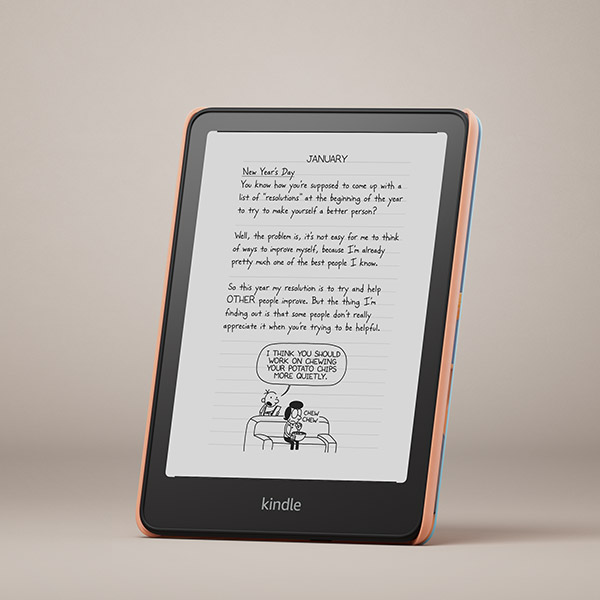 JANUARY
New Year's Day
You know how you're supposed to come up with a
list of "resolutions" at the beginning of the year
to try to make yourself a better person?
Well, the problem is, it's not easy for me to think
of ways to improve myself, because I'm already
pretty much one of the best people I know.
So this year my resolution is to try and help
OTHER people improve. But the thing I'm
finding out is that some people don't really
appreciate it when you're trying to be helpful.
I THINK YOU SHOULD
WORK ON CHEWING
YOUR POTATO CHIPS
MORE QUIETLY.
CHEW
CHEW
kindle